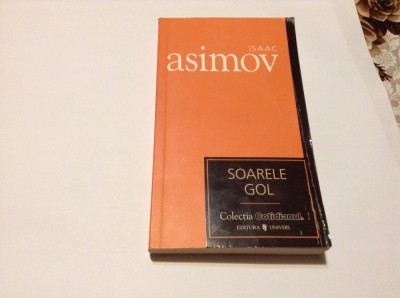 ISAAC
asimov
SOARELE
GOL
Colecția Cotidianul.
EDITURA UNIVERS